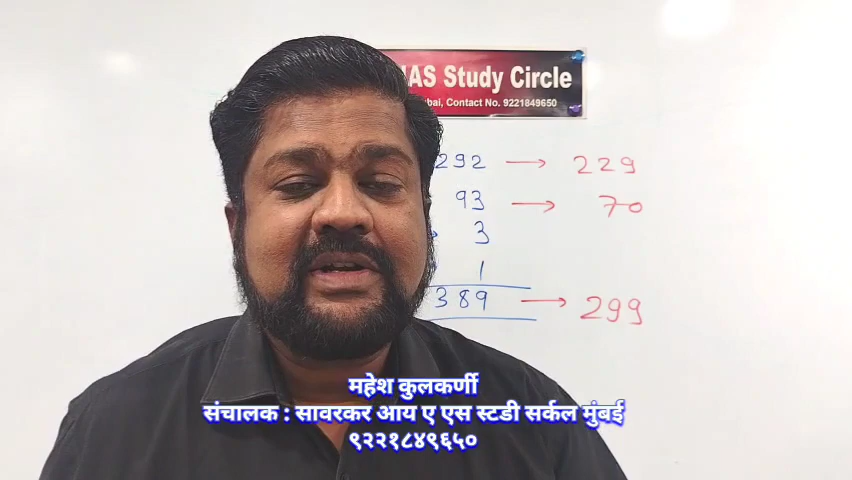 IAS Study Circle
bai, Contact No. 9221849650
292 → 229
93 → 70
3
1
389 → 299
महेश कुलकर्णी
संचालक : सावरकर आय ए एस स्टडी सर्कल मुंबई
९२२१८४९६५०